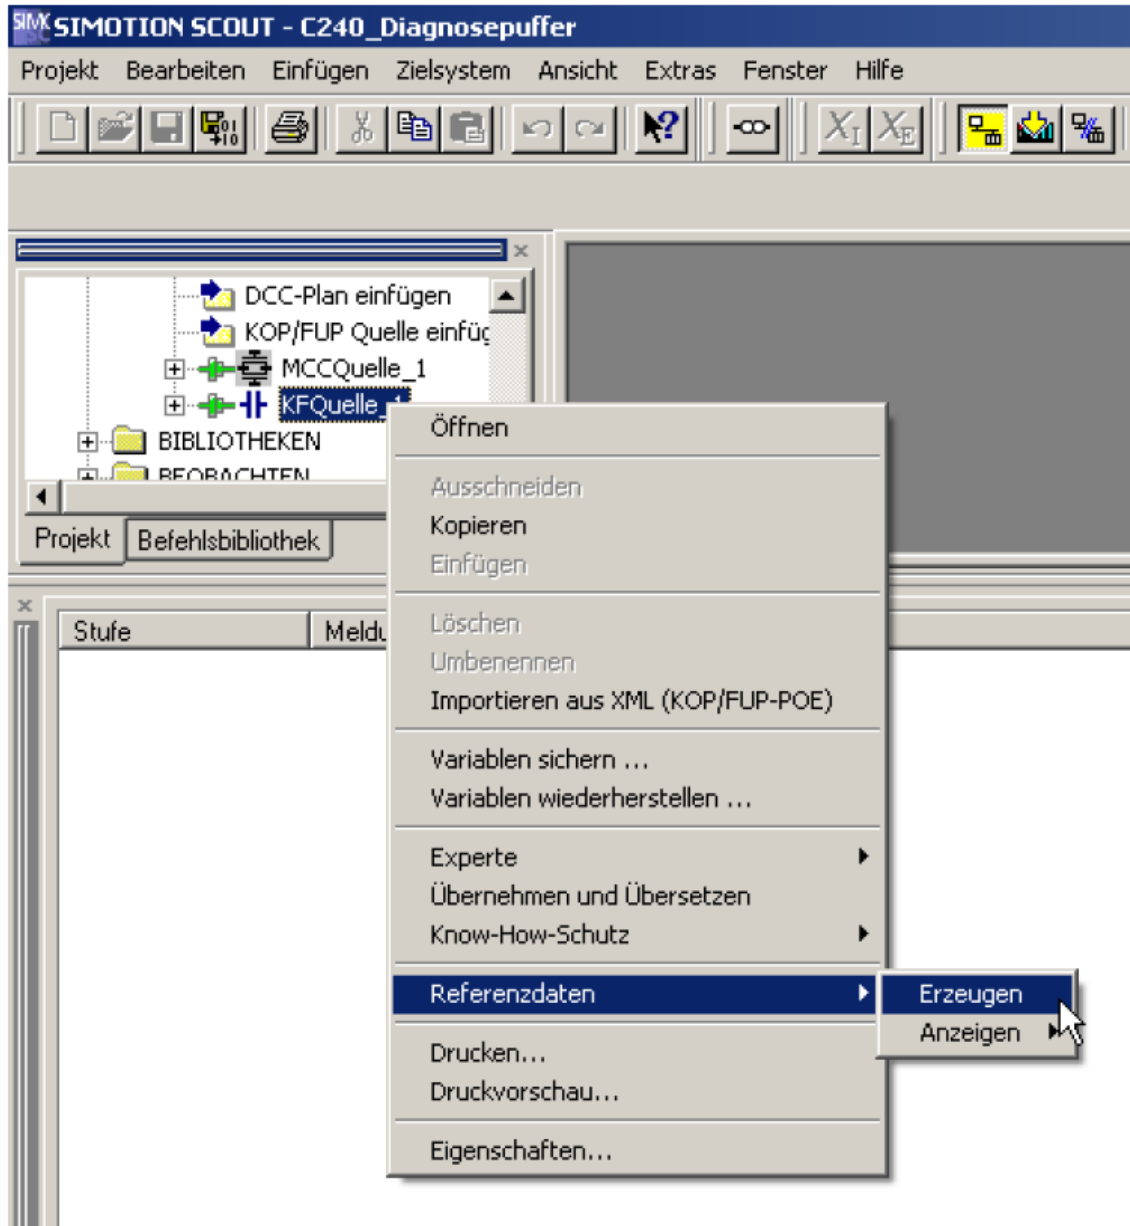 SIMOTION SCOUT - C240_Diagnosepuffer
Projekt Bearbeiten Einfügen Zielsystem Ansicht Extras Fenster Hilfe
DCC-Plan einfügen
KOP/FUP Quelle einfüg
MCCQuelle_1
KFQuelle_1
BIBLIOTHEKEN
BEOBACHTEN
Projekt Befehlsbibliothek
Stufe Meldu
Öffnen
Ausschneiden
Kopieren
Einfügen
Löschen
Umbenennen
Importieren aus XML (KOP/FUP-POE)
Variablen sichern ...
Variablen wiederherstellen ...
Experte
Übernehmen und Übersetzen
Know-How-Schutz
Referenzdaten
Erzeugen
Anzeigen
Drucken...
Druckvorschau...
Eigenschaften...